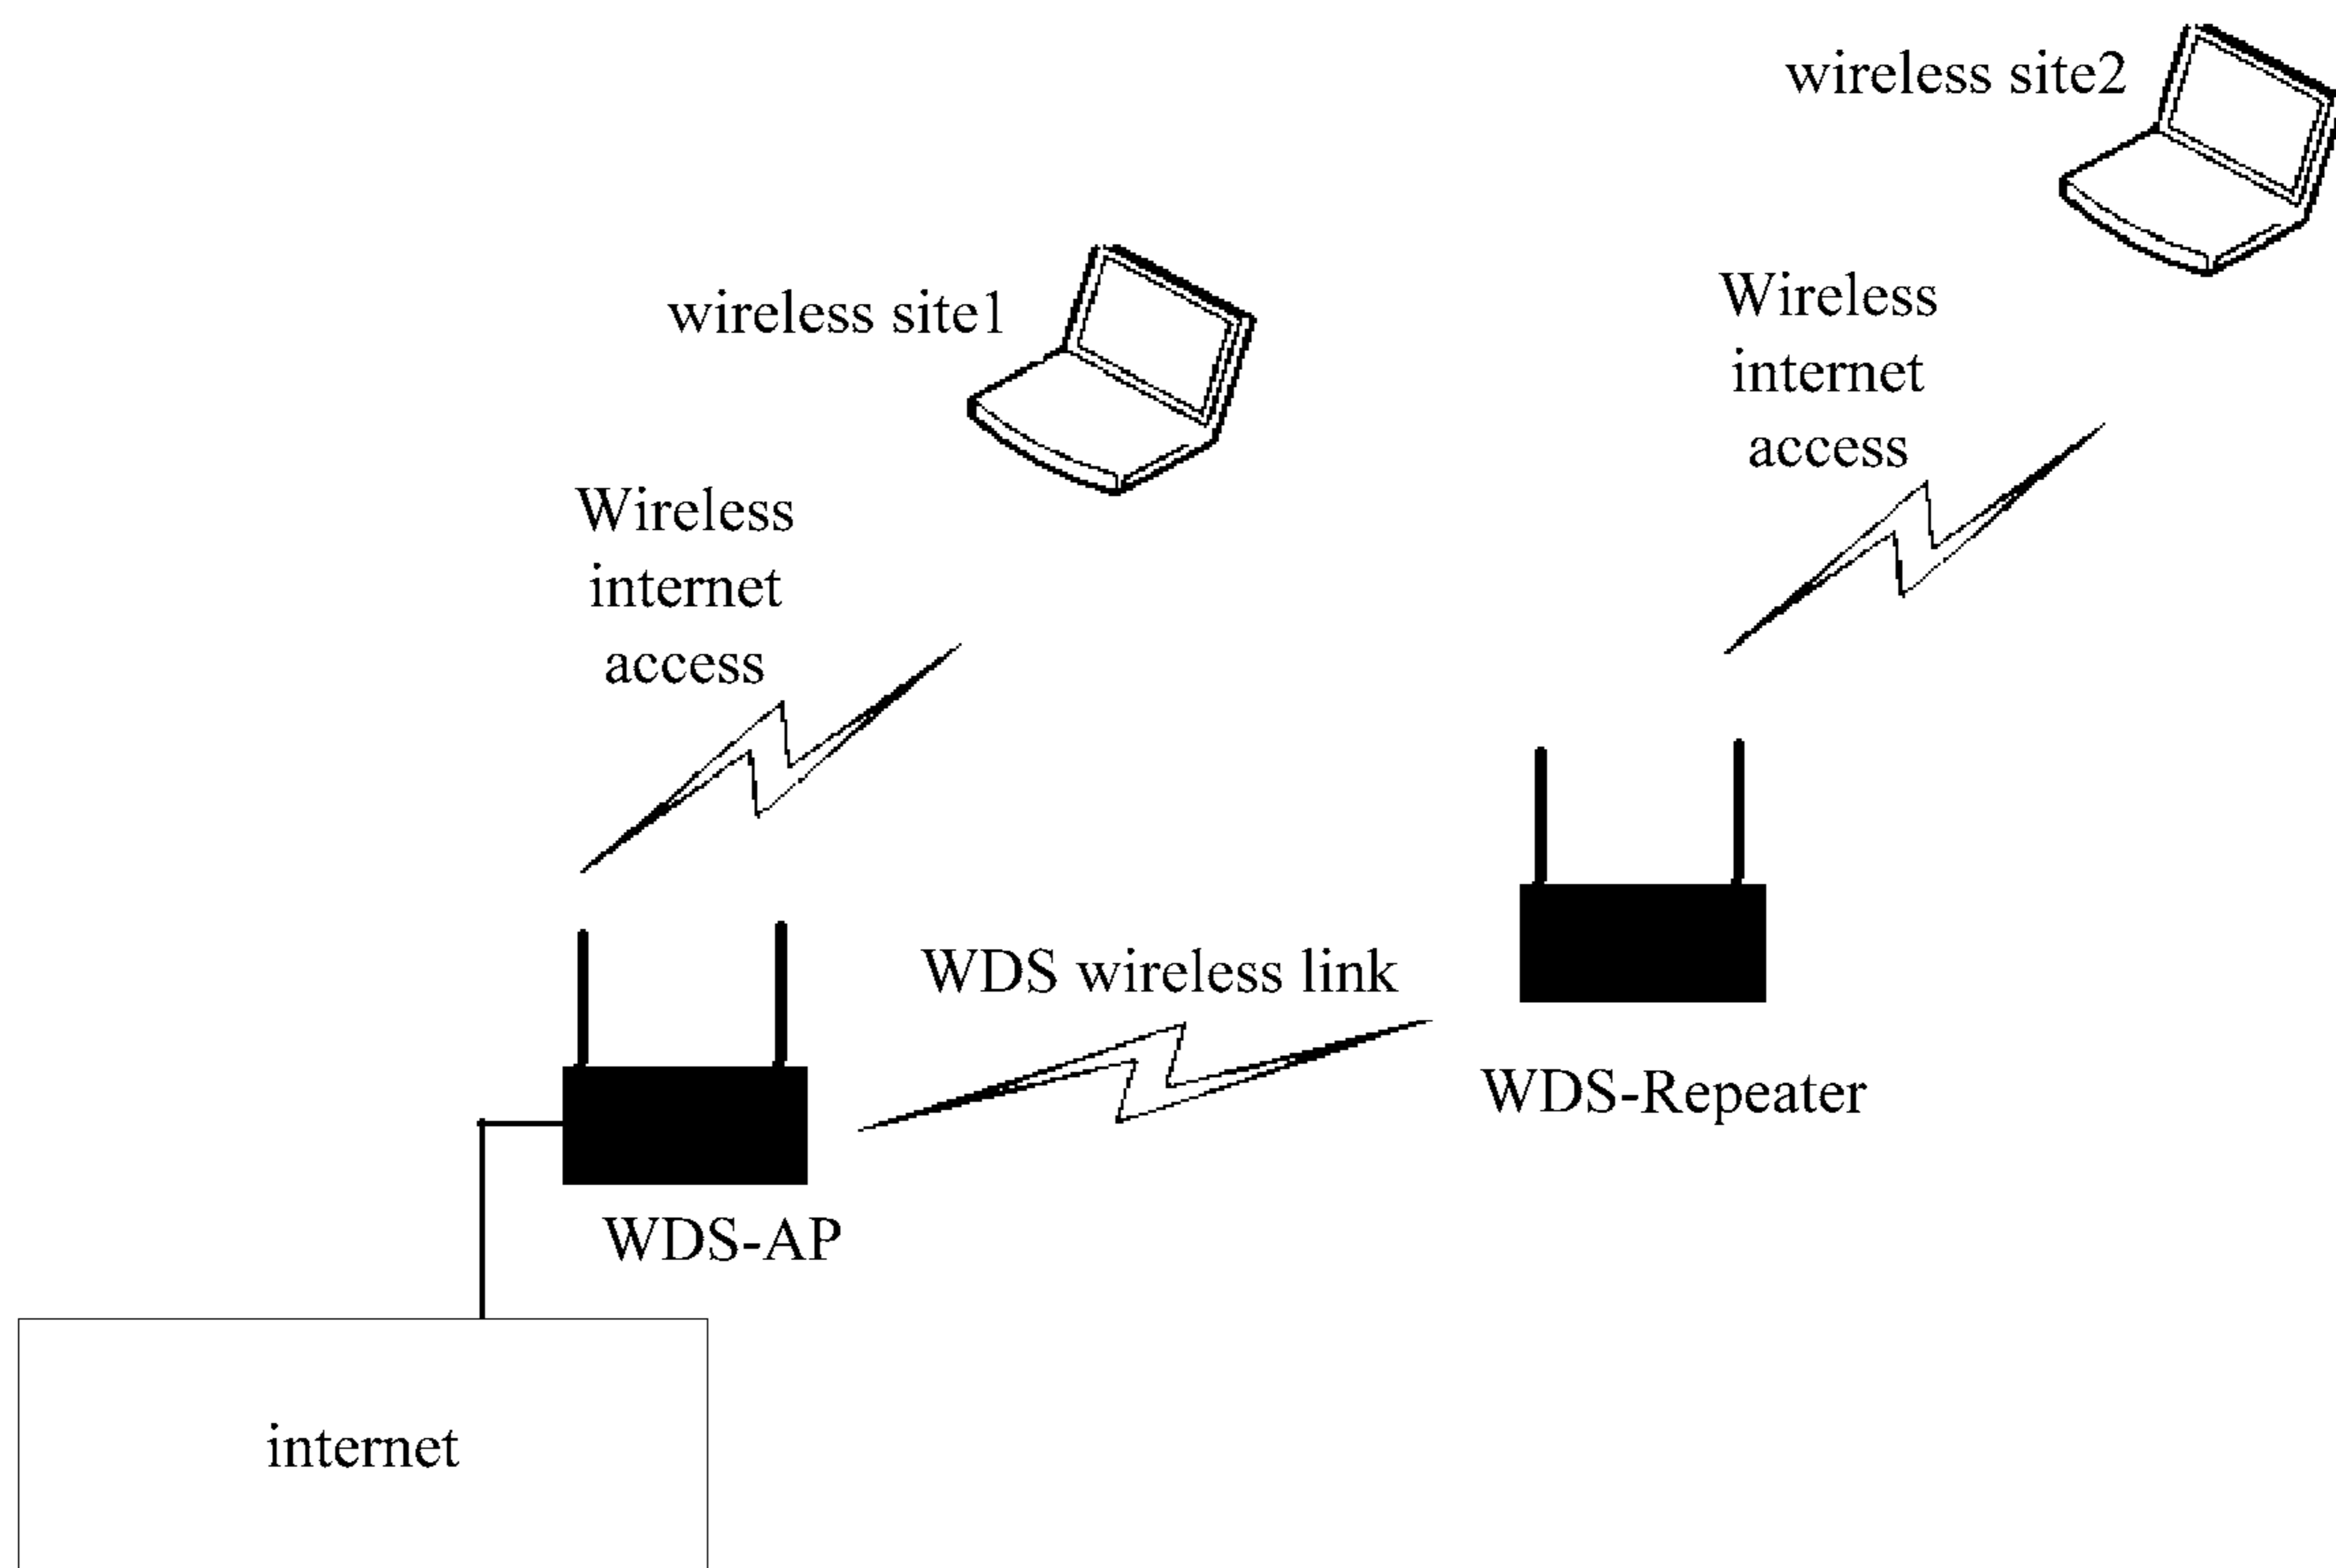 wireless site2
wireless site1
Wireless
internet
access
Wireless
internet
access
WDS wireless link
WDS-Repeater
WDS-AP
internet